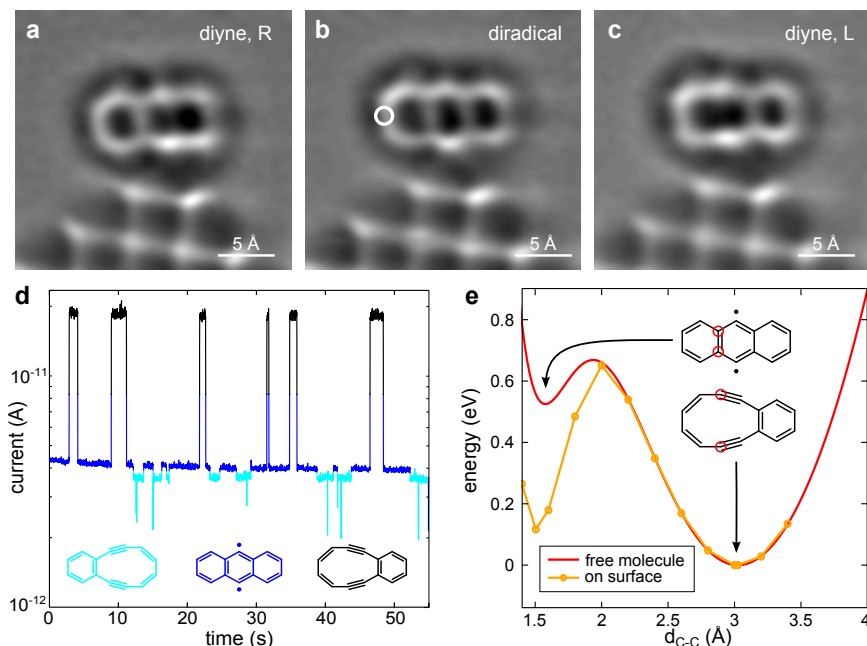 a diyne, R
5 Å
b diradical
5 Å
c diyne, L
5 Å
d
current (A)
10⁻¹¹
10⁻¹²
0 10 20 30 40 50
time (s)
e
energy (eV)
0.8
0.6
0.4
0.2
0
free molecule
on surface
1.5 2 2.5 3 3.5 4
d_C-C (Å)